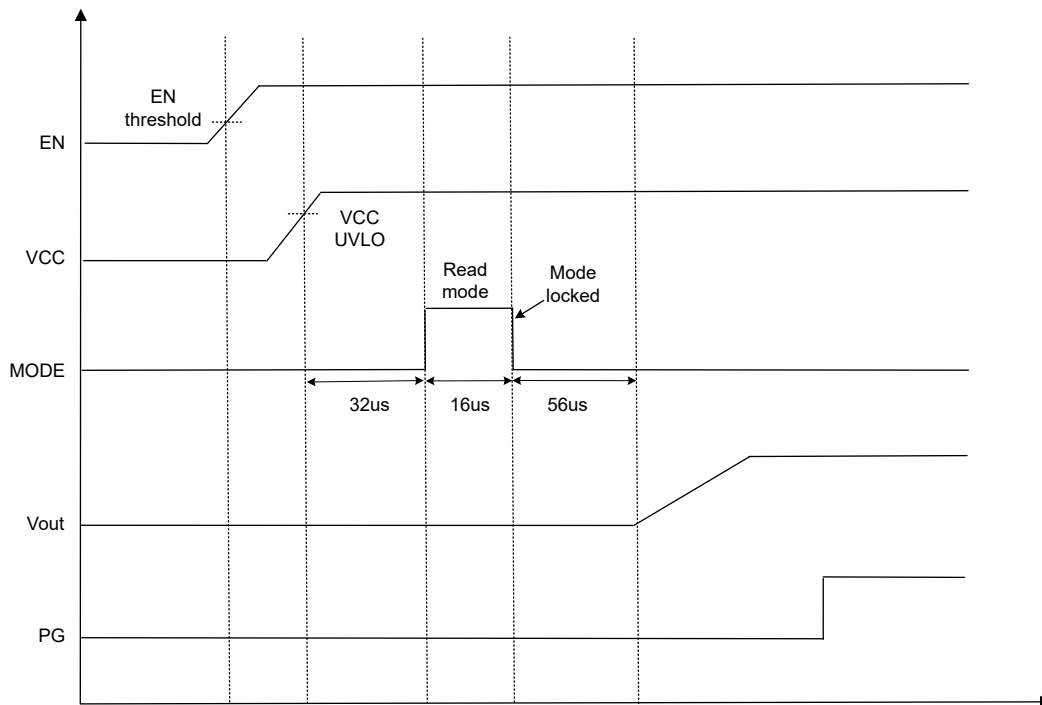 EN
threshold
EN
VCC
UVLO
VCC
Read
mode
Mode
locked
MODE
32us
16us
56us
Vout
PG